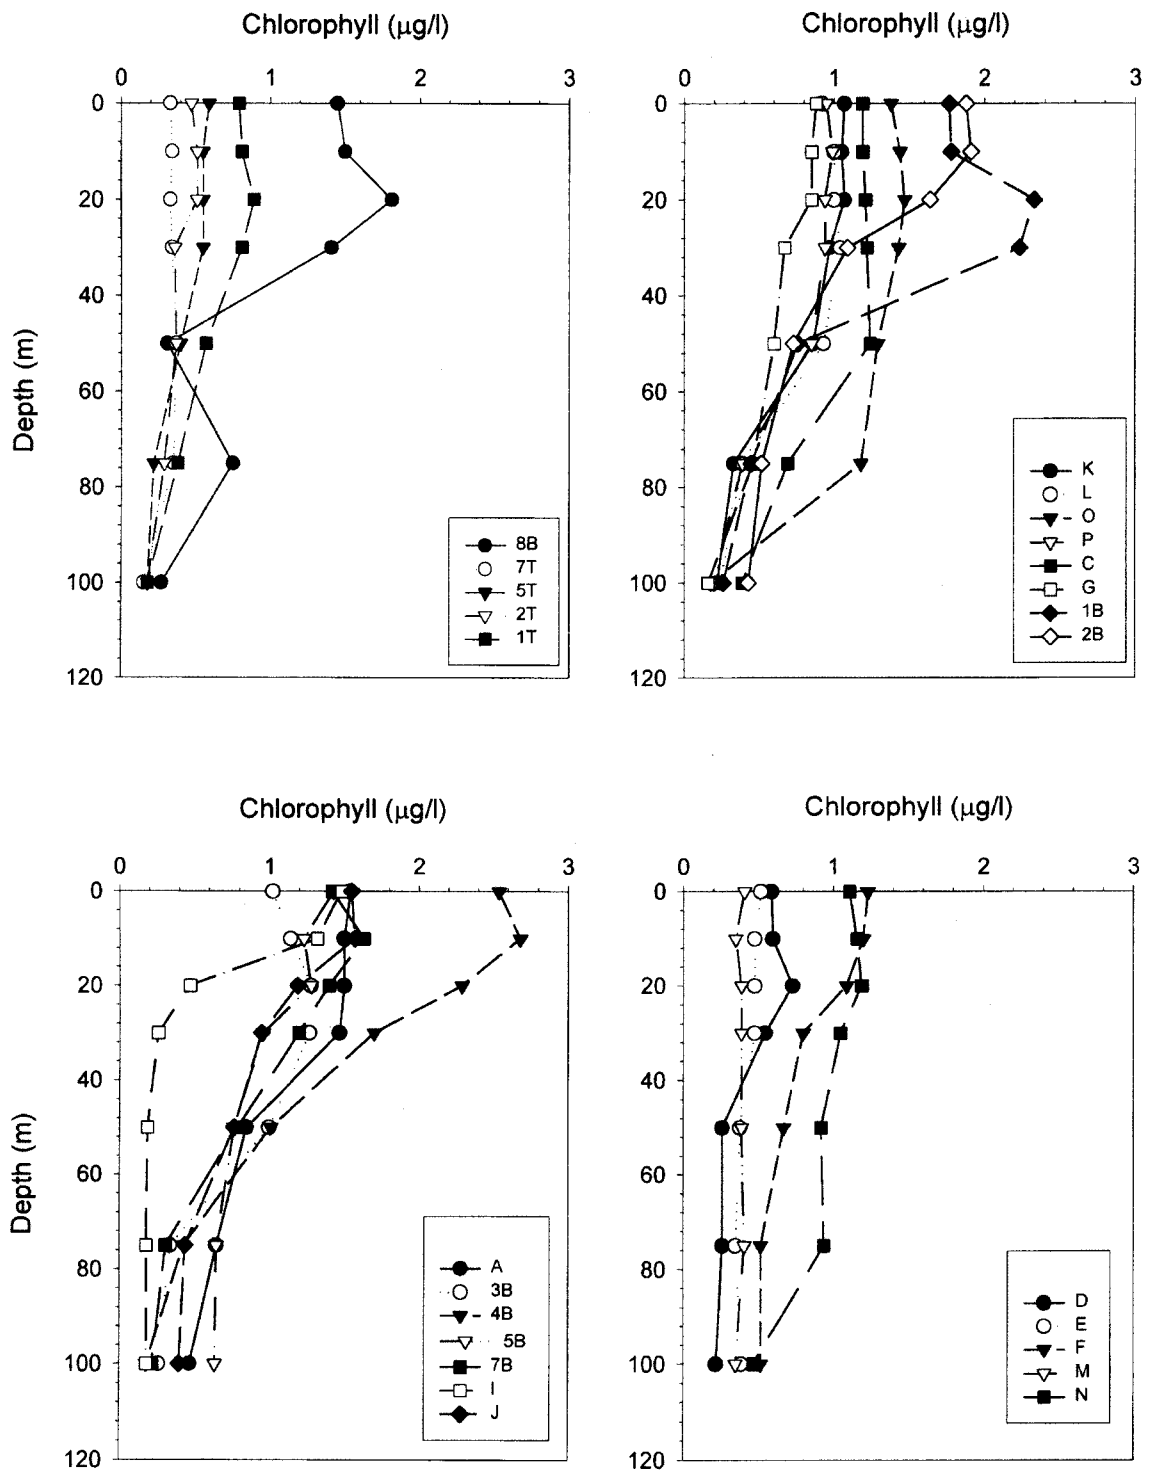 Chlorophyll (μg/l)
0 1 2 3
0
20
40
60
80
100
120
Depth (m)
8B
7T
5T
2T
1T
Chlorophyll (μg/l)
0 1 2 3
0
20
40
60
80
100
120
K
L
O
P
C
G
1B
2B
Chlorophyll (μg/l)
0 1 2 3
0
20
40
60
80
100
120
Depth (m)
A
3B
4B
5B
7B
I
J
Chlorophyll (μg/l)
0 1 2 3
0
20
40
60
80
100
120
D
E
F
M
N